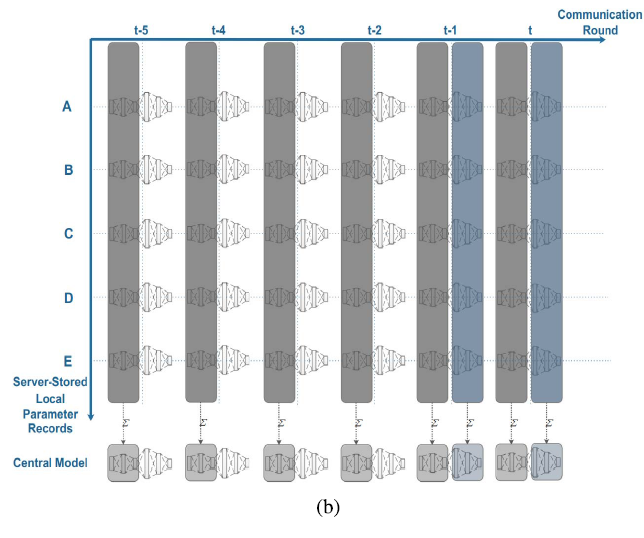 Communication
Round
t-5 t-4 t-3 t-2 t-1 t
A
B
C
D
E
Server-Stored
Local
Parameter
Records
Σ Σ Σ Σ Σ Σ Σ Σ
Central Model
(b)